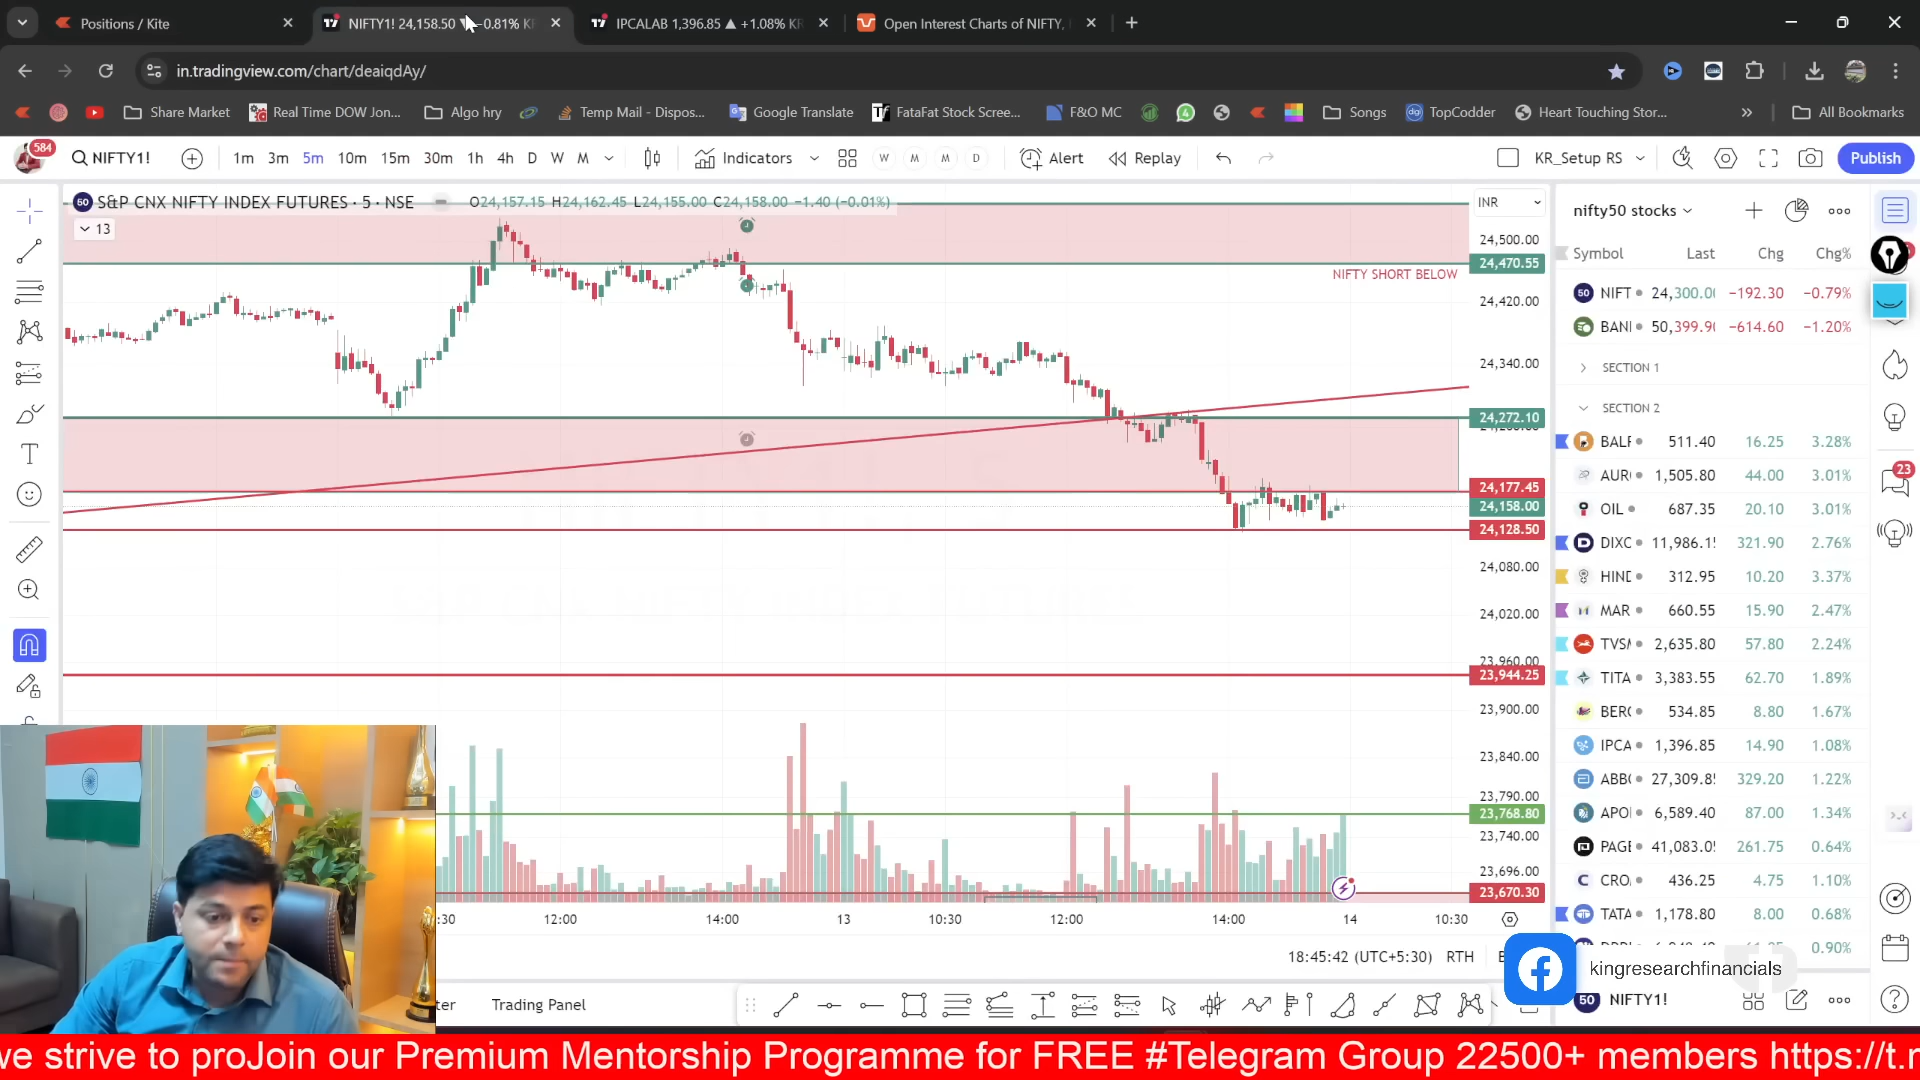 Positions / Kite
NIFTY1! 24,158.50 ▼ −0.81% KR
IPCALAB 1,396.85 ▲ +1.08% KR
Open Interest Charts of NIFTY,
in.tradingview.com/chart/deaiqdAy/
Share Market
Real Time DOW Jon...
Algo hry
Temp Mail - Dispos...
Google Translate
FataFat Stock Scree...
F&O MC
Songs
TopCodder
Heart Touching Stor...
All Bookmarks
584
NIFTY1!
1m 3m 5m 10m 15m 30m 1h 4h D W M
Indicators
W M M D
Alert
Replay
KR_Setup RS
Publish
S&P CNX NIFTY INDEX FUTURES · 5 · NSE
O24,157.15 H24,162.45 L24,155.00 C24,158.00 −1.40 (−0.01%)
13
INR
NIFTY SHORT BELOW
24,500.00
24,470.55
24,420.00
24,340.00
24,272.10
24,177.45
24,158.00
24,128.50
24,080.00
24,020.00
23,960.00
23,944.25
23,900.00
23,840.00
23,790.00
23,768.80
23,740.00
23,696.00
23,670.30
:30 12:00 14:00 13 10:30 12:00 14:00 14 10:30
18:45:42 (UTC+5:30) RTH
Trading Panel
nifty50 stocks
Symbol Last Chg Chg%
NIFT 24,300.0 −192.30 −0.79%
BANI 50,399.90 −614.60 −1.20%
SECTION 1
SECTION 2
BALF 511.40 16.25 3.28%
AUR 1,505.80 44.00 3.01%
OIL 687.35 20.10 3.01%
DIXC 11,986.1 321.90 2.76%
HIND 312.95 10.20 3.37%
MAR 660.55 15.90 2.47%
TVSM 2,635.80 57.80 2.24%
TITA 3,383.55 62.70 1.89%
BERG 534.85 8.80 1.67%
IPCA 1,396.85 14.90 1.08%
ABBO 27,309.8 329.20 1.22%
APOL 6,589.40 87.00 1.34%
PAGE 41,083.0 261.75 0.64%
CRO 436.25 4.75 1.10%
TATA 1,178.80 8.00 0.68%
0.90%
23
kingresearchfinancials
50 NIFTY1!
we strive to proJoin our Premium Mentorship Programme for FREE #Telegram Group 22500+ members https://t.